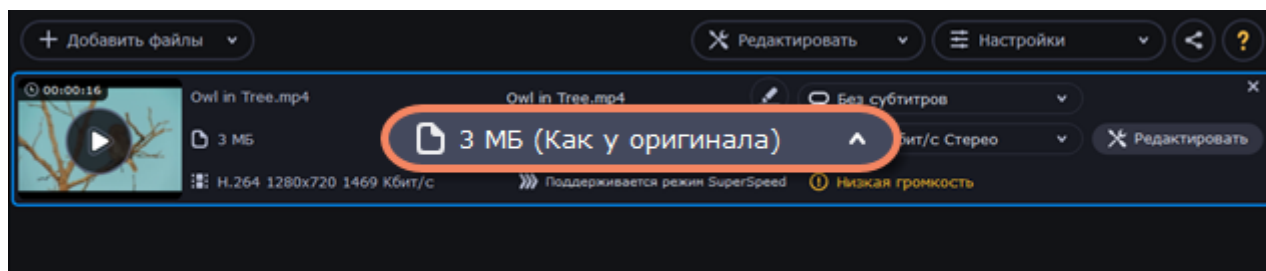 Добавить файлы
Редактировать
Настройки
?
00:00:16
Owl in Tree.mp4
Owl in Tree.mp4
Без субтитров
3 МБ
3 МБ (Как у оригинала)
бит/с Стерео
Редактировать
H.264 1280x720 1469 Кбит/с
Поддерживается режим SuperSpeed
Низкая громкость